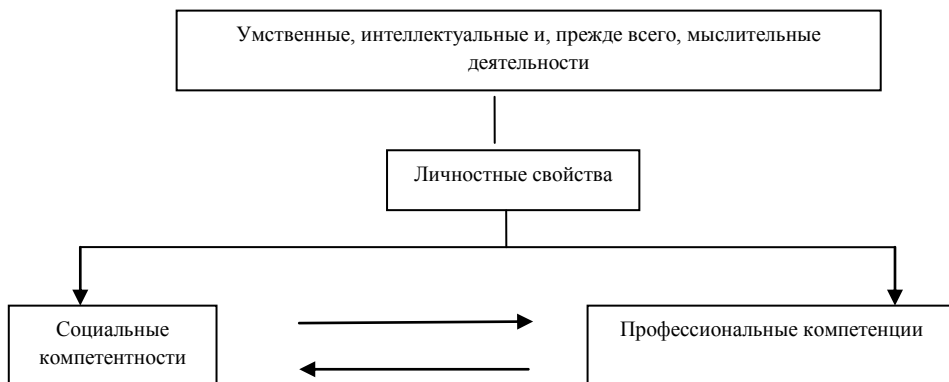 Умственные, интеллектуальные и, прежде всего, мыслительные
деятельности
Личностные свойства
Социальные
компетентности
Профессиональные компетенции